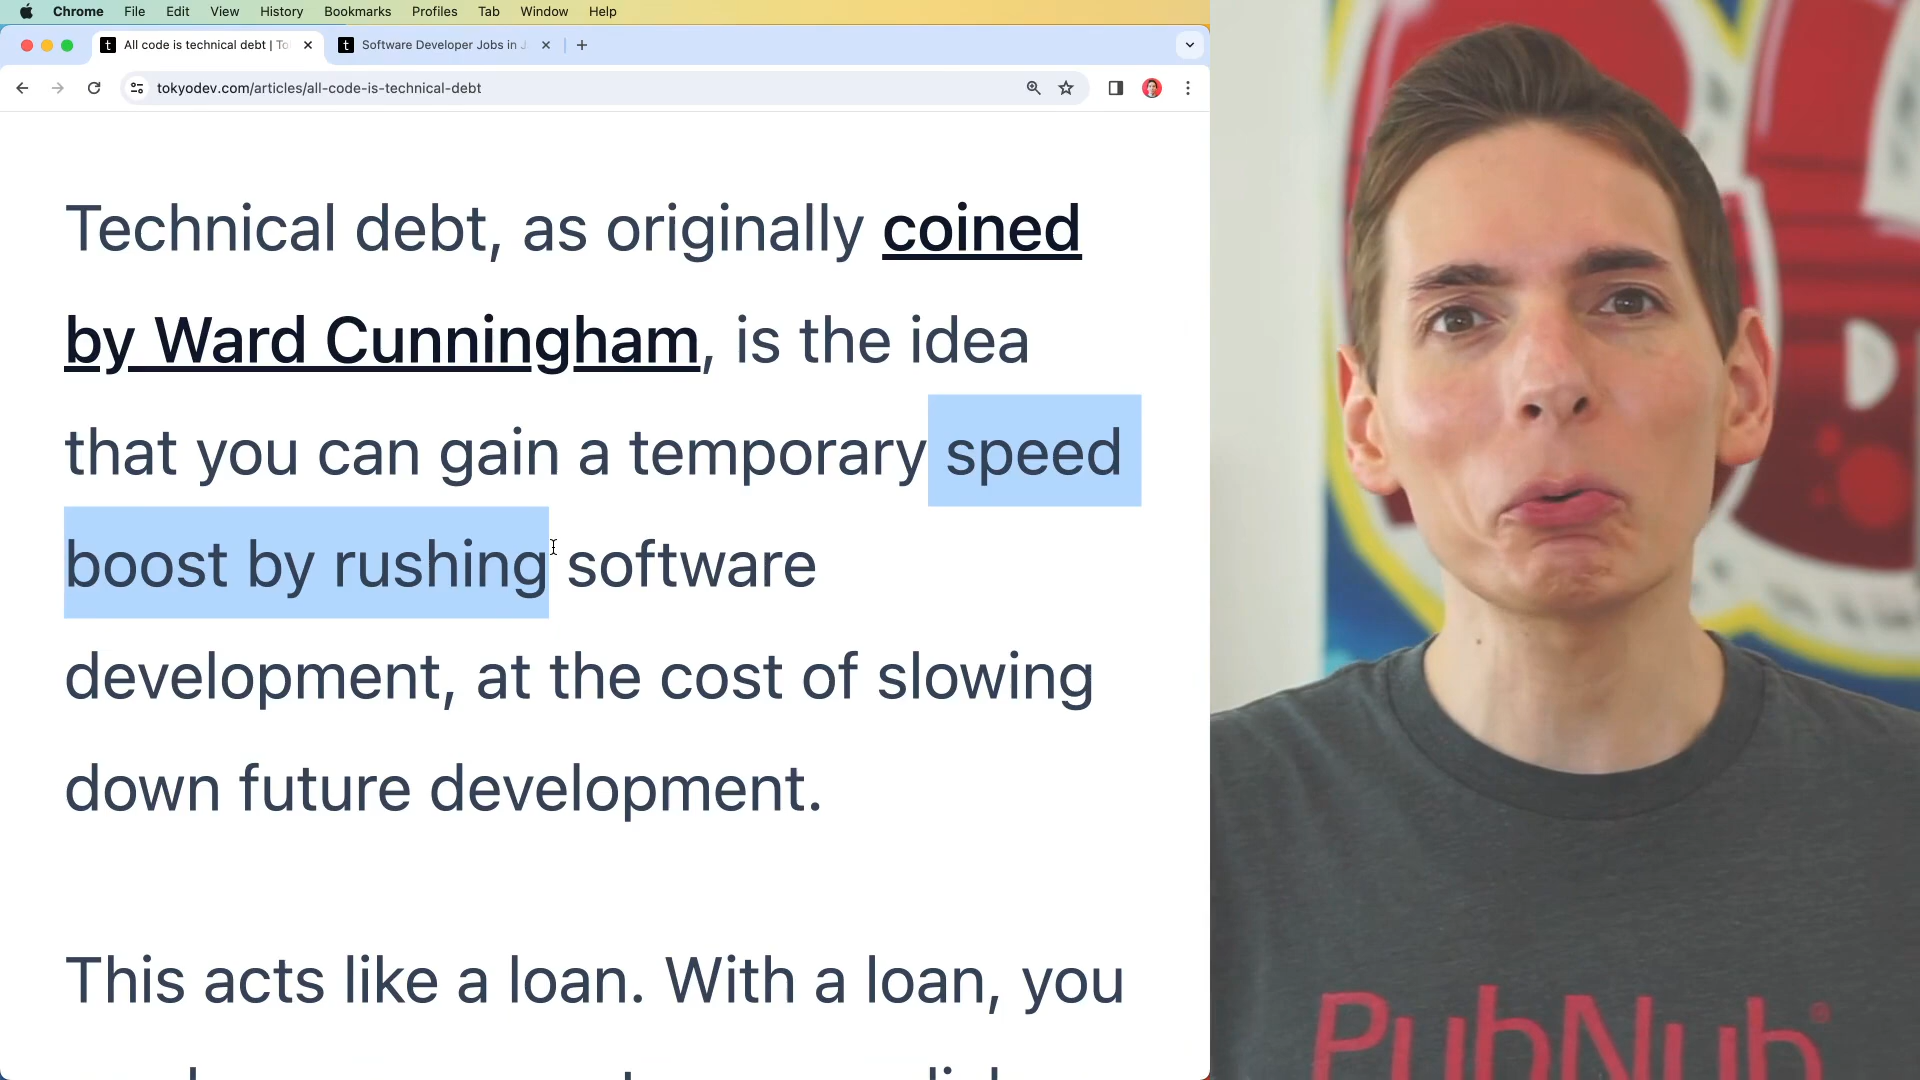 Chrome File Edit View History Bookmarks Profiles Tab Window Help
All code is technical debt | To
Software Developer Jobs in J
tokyodev.com/articles/all-code-is-technical-debt
Technical debt, as originally coined
by Ward Cunningham, is the idea
that you can gain a temporary speed
boost by rushing software
development, at the cost of slowing
down future development.
This acts like a loan. With a loan, you
PubNub